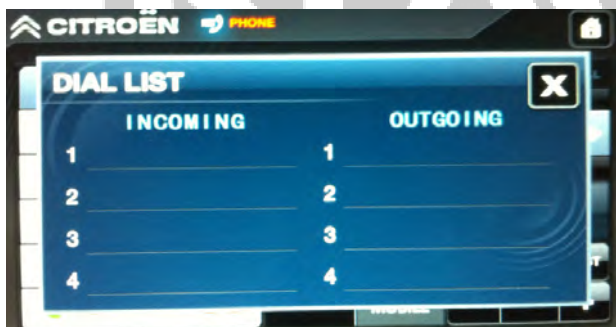 CITROËN PHONE
DIAL LIST X
INCOMING OUTGOING
1 1
2 2
3 3
4 4